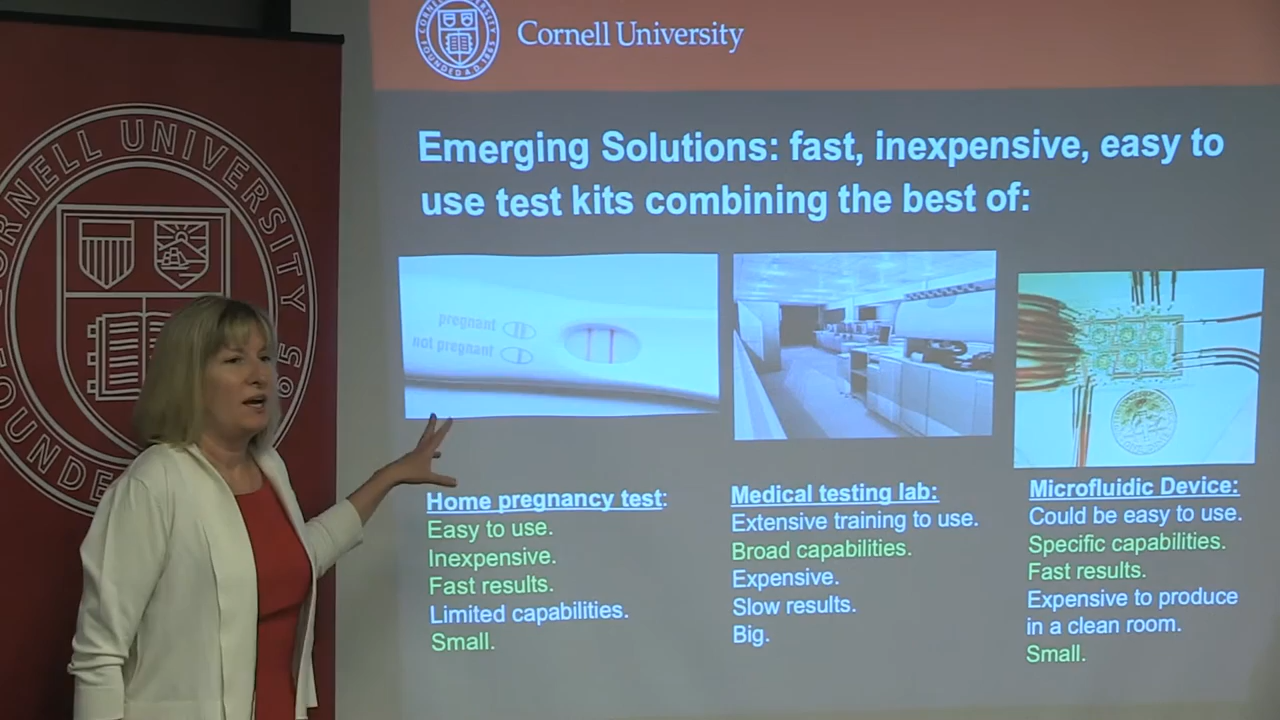 Cornell University
CORNELL UNIVERSITY
FOUNDED A.D. 1865
Emerging Solutions: fast, inexpensive, easy to
use test kits combining the best of:
pregnant
not pregnant
Home pregnancy test:
Easy to use.
Inexpensive.
Fast results.
Limited capabilities.
Small.
Medical testing lab:
Extensive training to use.
Broad capabilities.
Expensive.
Slow results.
Big.
Microfluidic Device:
Could be easy to use.
Specific capabilities.
Fast results.
Expensive to produce
in a clean room.
Small.